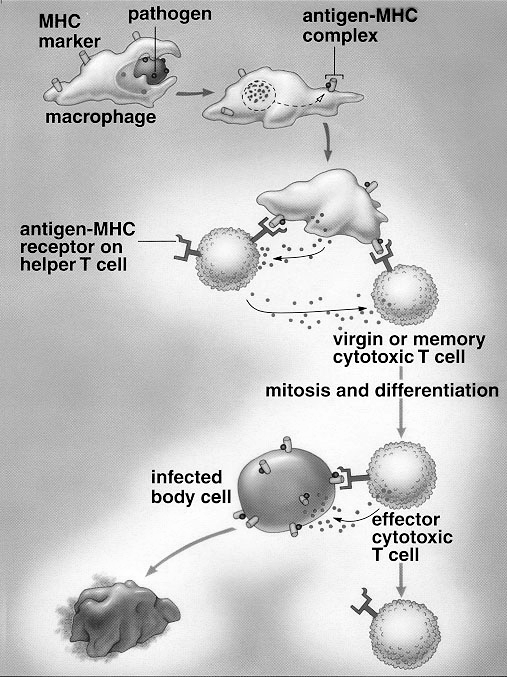 MHC
marker
pathogen
antigen-MHC
complex
macrophage
antigen-MHC
receptor on
helper T cell
virgin or memory
cytotoxic T cell
mitosis and differentiation
infected
body cell
effector
cytotoxic
T cell